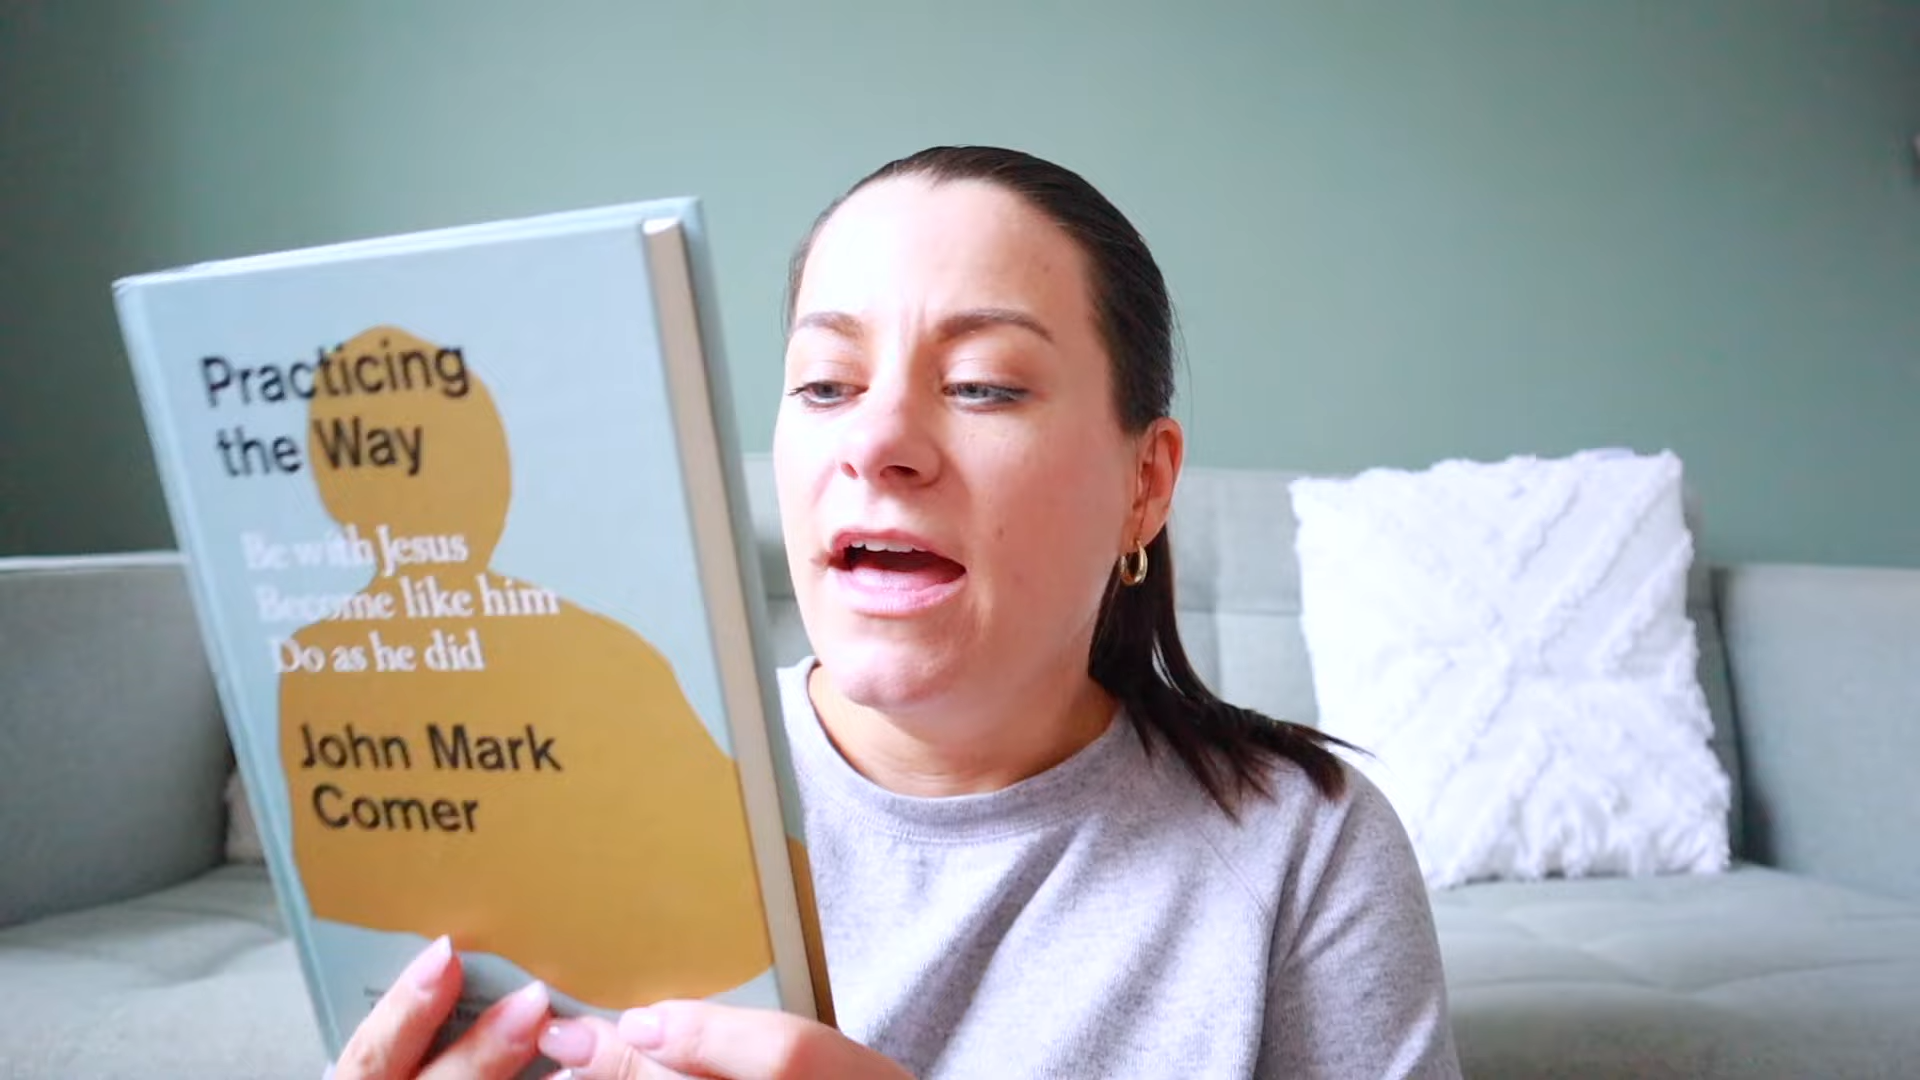 Practicing
the Way
Be with Jesus
Become like him
Do as he did
John Mark
Comer